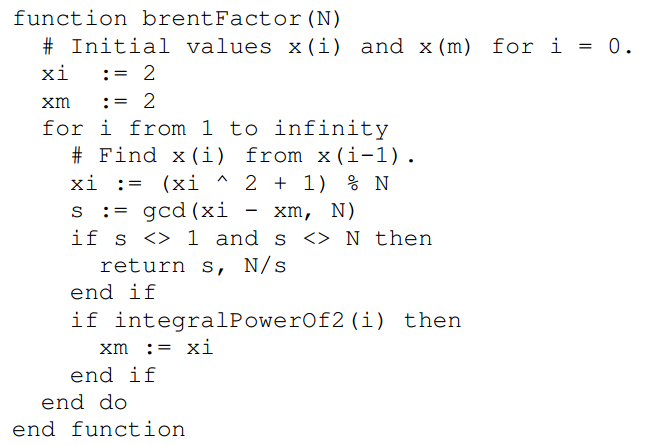 function brentFactor(N)
# Initial values x(i) and x(m) for i = 0.
xi := 2
xm := 2
for i from 1 to infinity
# Find x(i) from x(i-1).
xi := (xi ^ 2 + 1) % N
s := gcd(xi - xm, N)
if s <> 1 and s <> N then
return s, N/s
end if
if integralPowerOf2(i) then
xm := xi
end if
end do
end function